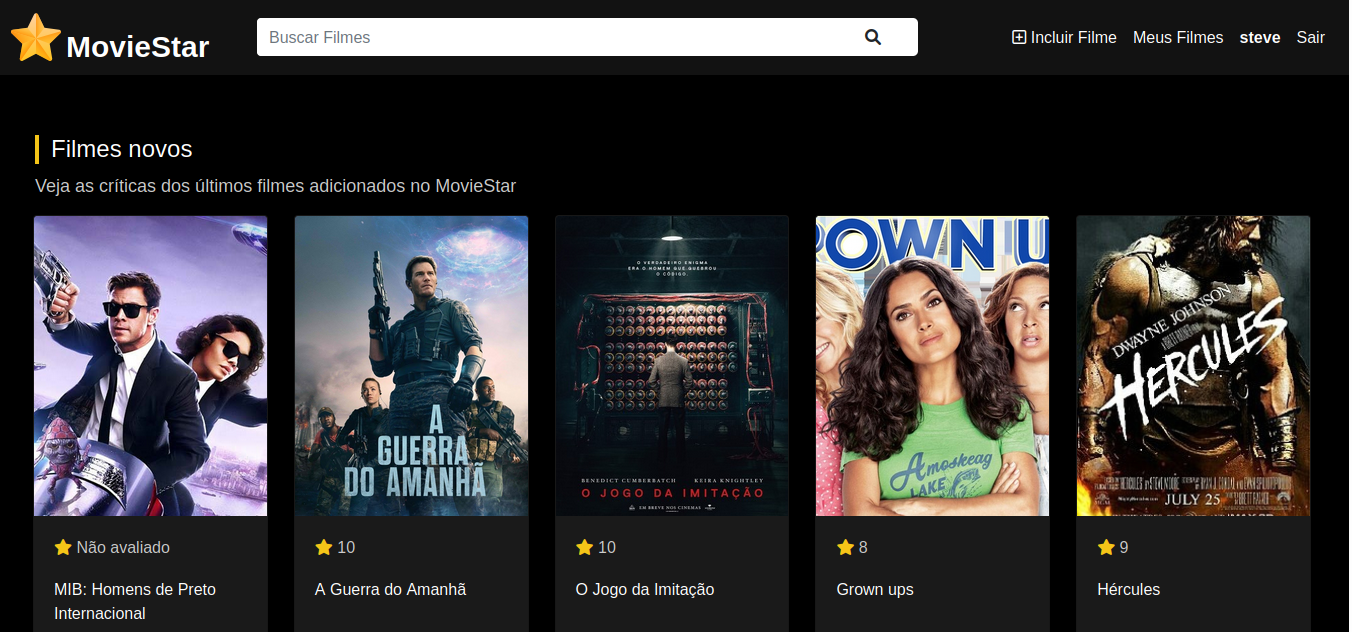 MovieStar
Buscar Filmes
Incluir Filme Meus Filmes steve Sair
Filmes novos
Veja as críticas dos últimos filmes adicionados no MovieStar
A
GUERRA
DO AMANHÃ
O VERDADEIRO ENIGMA
ERA O HOMEM QUE QUEBROU
O CÓDIGO
BENEDICT CUMBERBATCH KEIRA KNIGHTLEY
O JOGO DA IMITAÇÃO
EM BREVE NOS CINEMAS
OWN U
Amoskeag
LAKE
DWAYNE JOHNSON
HERCULES
JULY 25
Não avaliado
10
10
8
9
MIB: Homens de Preto
Internacional
A Guerra do Amanhã
O Jogo da Imitação
Grown ups
Hércules